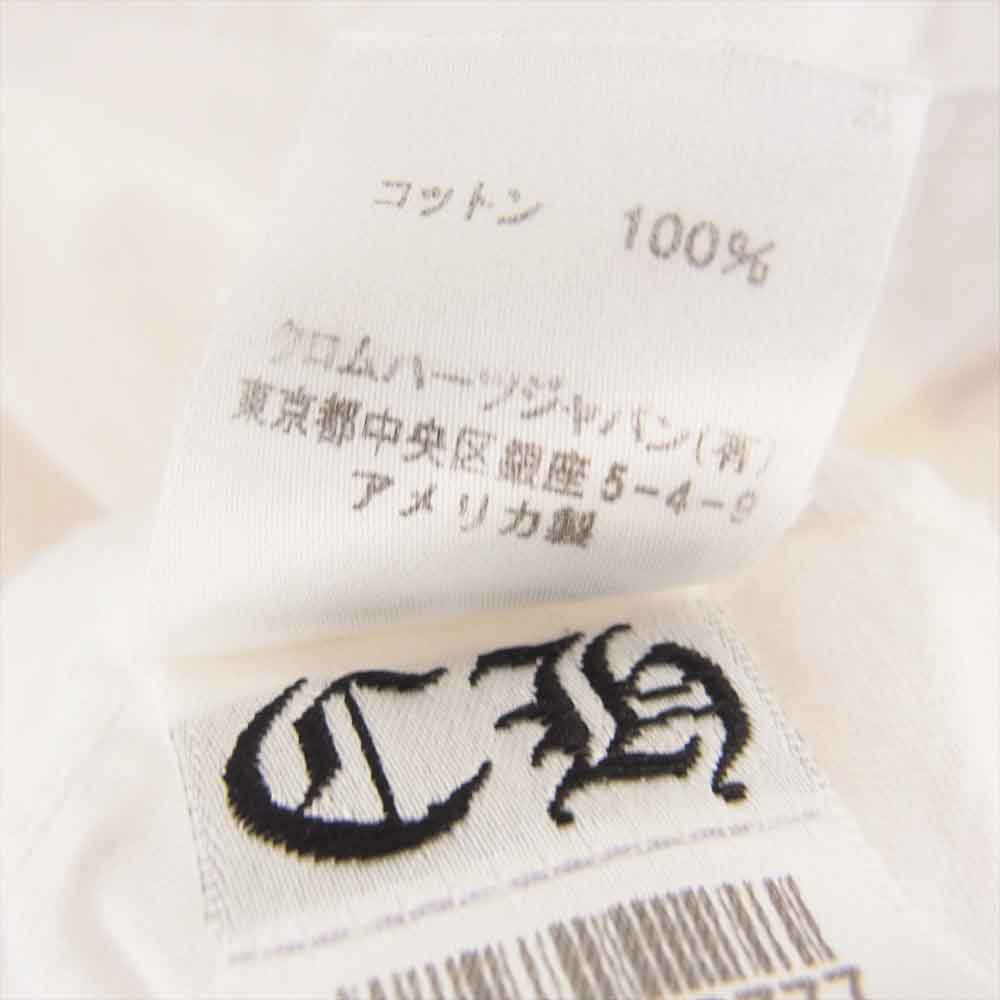 コットン 100%
クロムハーツジャパン(有)
東京都中央区銀座5-4-9
アメリカ製
CH